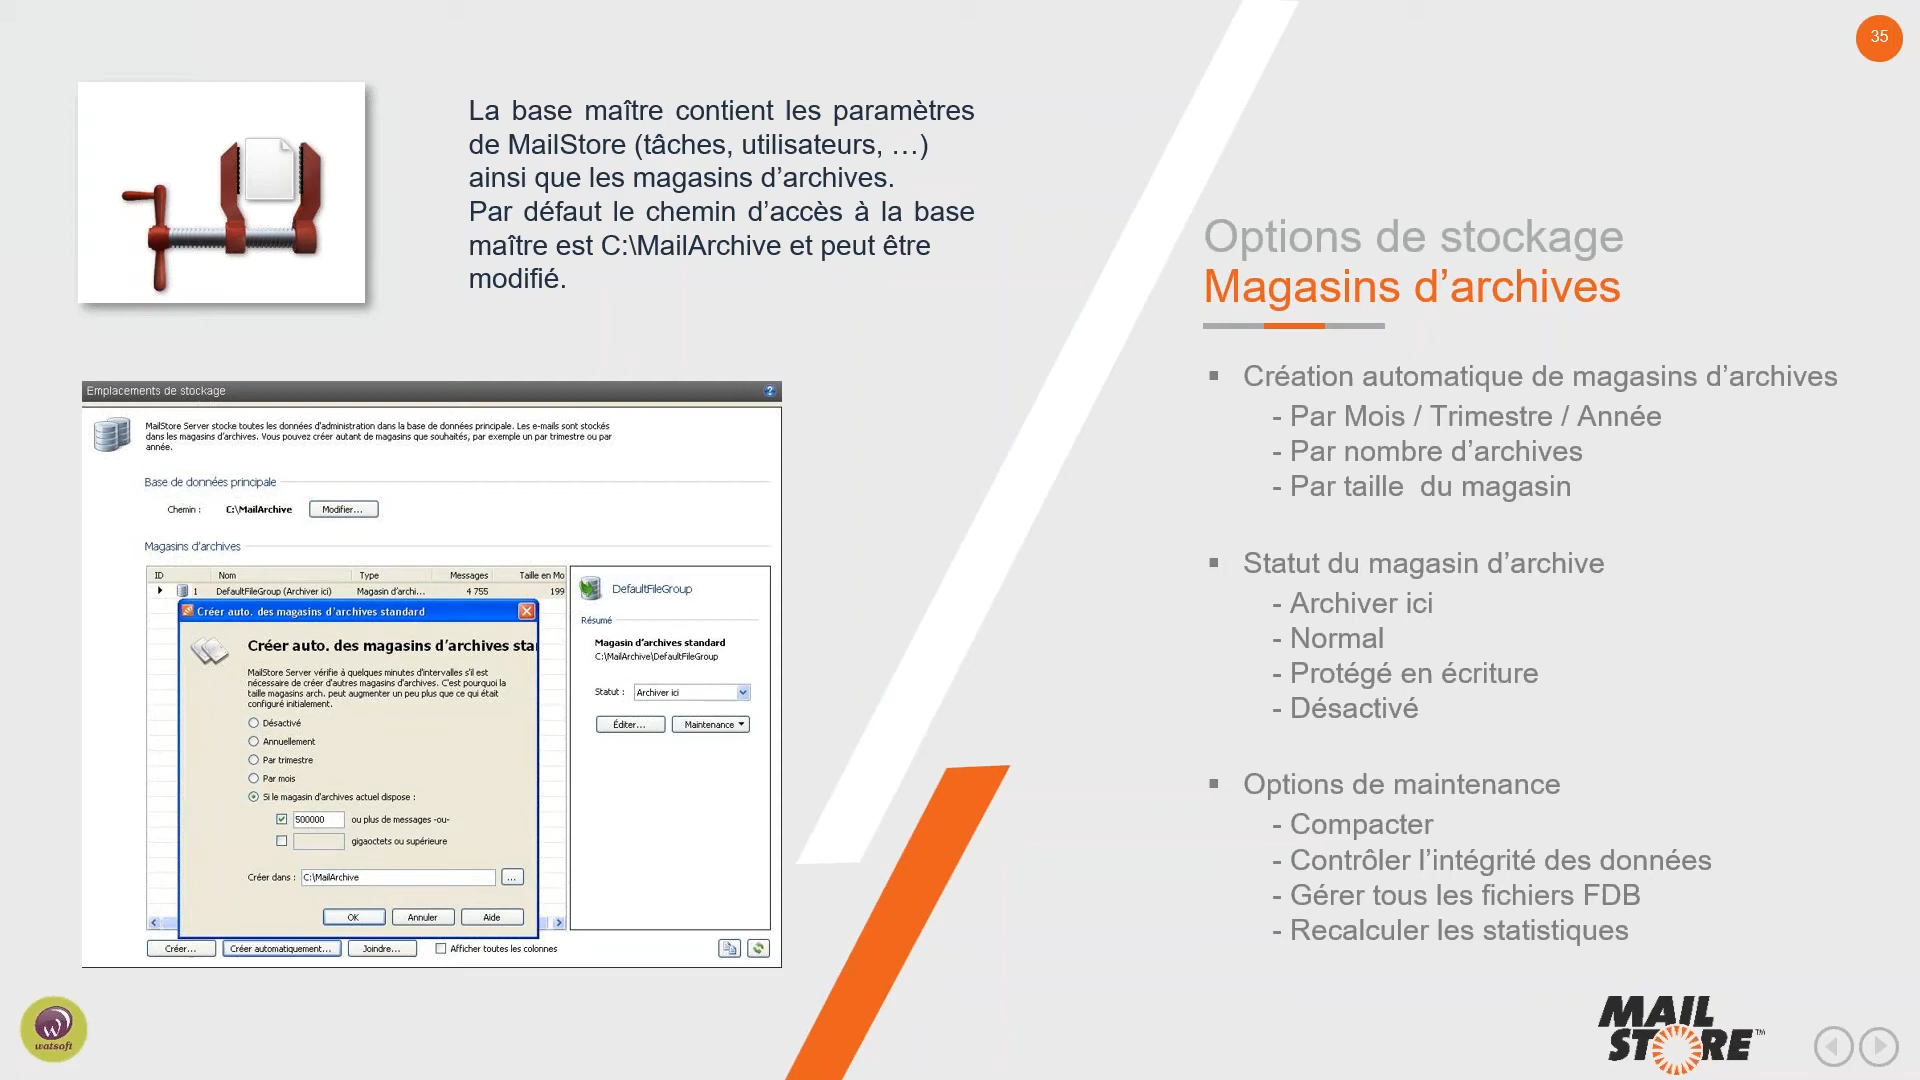 35
La base maître contient les paramètres
de MailStore (tâches, utilisateurs, …)
ainsi que les magasins d’archives.
Par défaut le chemin d’accès à la base
maître est C:\MailArchive et peut être
modifié.
Options de stockage
Magasins d’archives
▪ Création automatique de magasins d’archives
- Par Mois / Trimestre / Année
- Par nombre d’archives
- Par taille  du magasin
▪ Statut du magasin d’archive
- Archiver ici
- Normal
- Protégé en écriture
- Désactivé
▪ Options de maintenance
- Compacter
- Contrôler l’intégrité des données
- Gérer tous les fichiers FDB
- Recalculer les statistiques
Emplacements de stockage
?
MailStore Server stocke toutes les données d'administration dans la base de données principale. Les e-mails sont stockés
dans les magasins d'archives. Vous pouvez créer autant de magasins que souhaités, par exemple un par trimestre ou par
année.
Base de données principale
Chemin : C:\MailArchive Modifier...
Magasins d'archives
ID Nom Type Messages Taille en Mo
1 DefaultFileGroup (Archiver ici) Magasin d'archi... 4 755 199
Créer auto. des magasins d'archives standard
Créer auto. des magasins d'archives sta
MailStore Server vérifie à quelques minutes d'intervalles s'il est
nécessaire de créer d'autres magasins d'archives. C'est pourquoi la
taille magasins arch. peut augmenter un peu plus que ce qui était
configuré initialement.
Désactivé
Annuellement
Par trimestre
Par mois
Si le magasin d'archives actuel dispose :
500000 ou plus de messages -ou-
gigaoctets ou supérieure
Créer dans : C:\MailArchive ...
OK Annuler Aide
DefaultFileGroup
Résumé
Magasin d'archives standard
C:\MailArchive\DefaultFileGroup
Statut : Archiver ici
Éditer... Maintenance
Créer... Créer automatiquement... Joindre... Afficher toutes les colonnes
W
watsoft
MAIL
STORE™